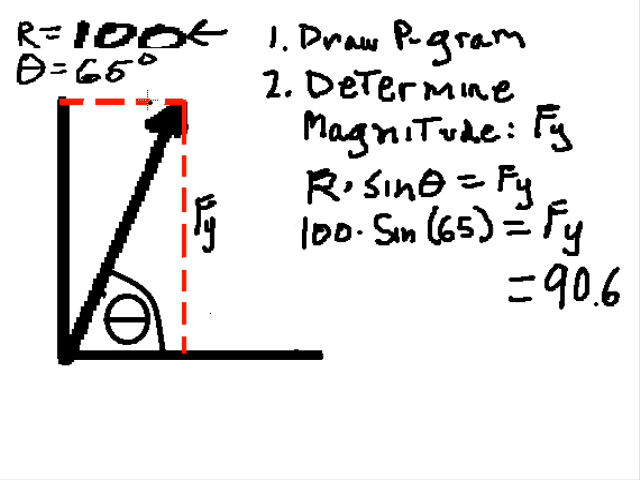 R = 100 ←
θ = 65°
1. Draw P-gram
2. DeTermine
MagniTude: Fy
R · sinθ = Fy
100 · Sin (65) = Fy
= 90.6
Fy
θ